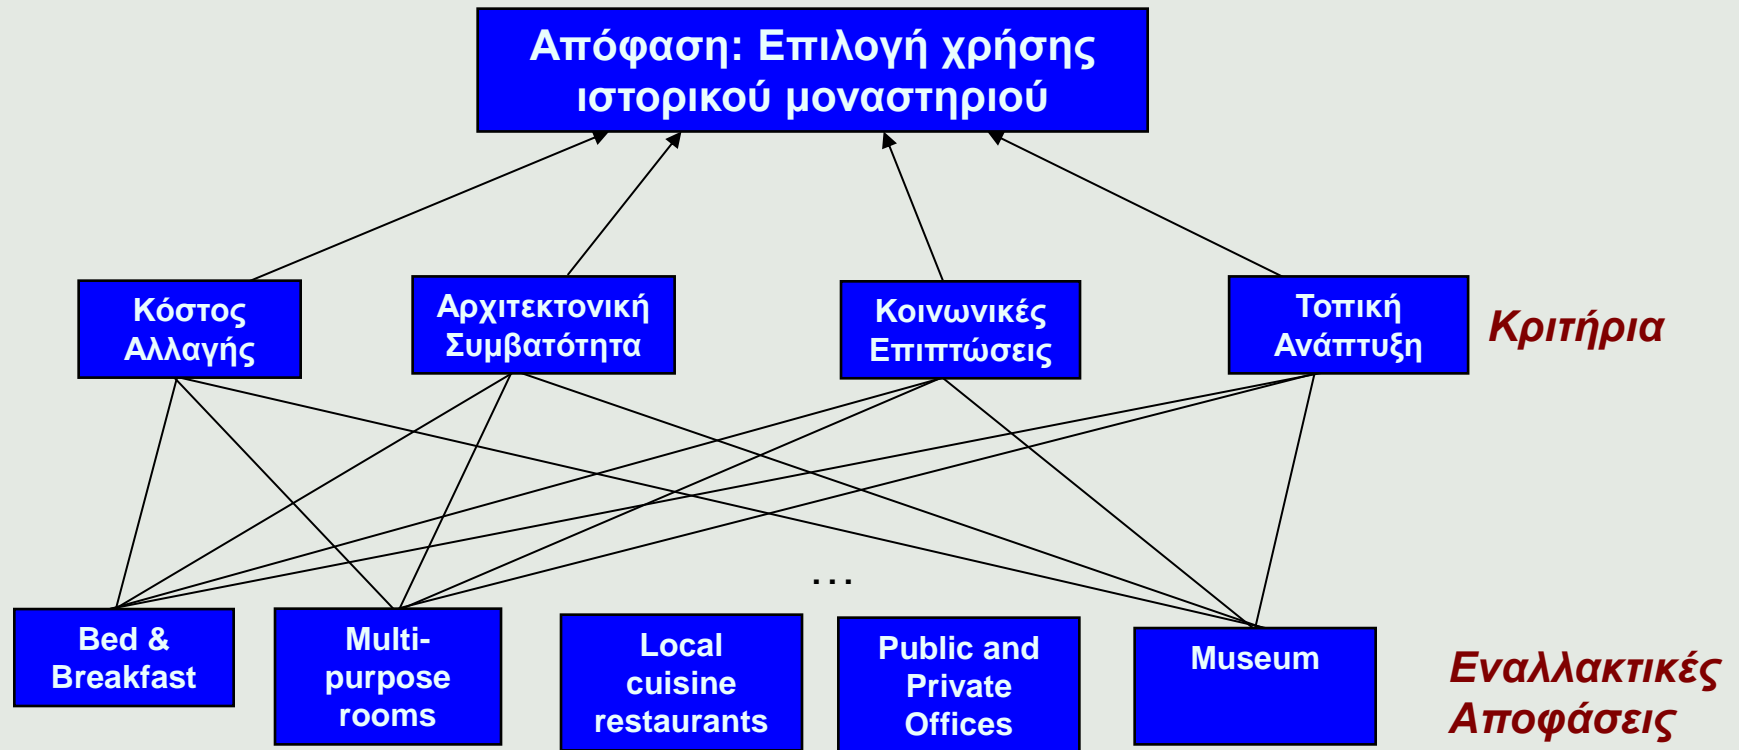 Απόφαση: Επιλογή χρήσης
ιστορικού μοναστηριού
Κόστος
Αλλαγής
Αρχιτεκτονική
Συμβατότητα
Κοινωνικές
Επιπτώσεις
Τοπική
Ανάπτυξη
Κριτήρια
...
Bed &
Breakfast
Multi-
purpose
rooms
Local
cuisine
restaurants
Public and
Private
Offices
Museum
Εναλλακτικές
Αποφάσεις